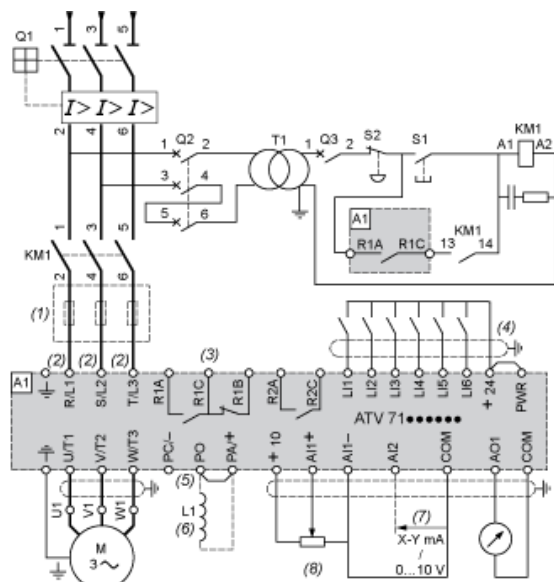 1 3 5
Q1
I> I> I>
2 4 6
1 Q2 2
3 4
5 6
T1
1 Q3 2
S2
S1
KM1
A1 A2
A1
R1A R1C
KM1
13 14
1 3 5
KM1
2 4 6
(1)
(2) (2) (2)
(3)
(4)
A1
R/L1 S/L2 T/L3 R1A R1C R1B R2A R2C LI1 LI2 LI3 LI4 LI5 LI6 + 24 PWR
ATV 71●●●●●●
U/T1 V/T2 W/T3 PC/- PO PA/+ + 10 AI1+ AI1- AI2 COM AO1 COM
(5)
U1 V1 W1
L1
(6)
(7)
X-Y mA
/
0...10 V
(8)
M
3~